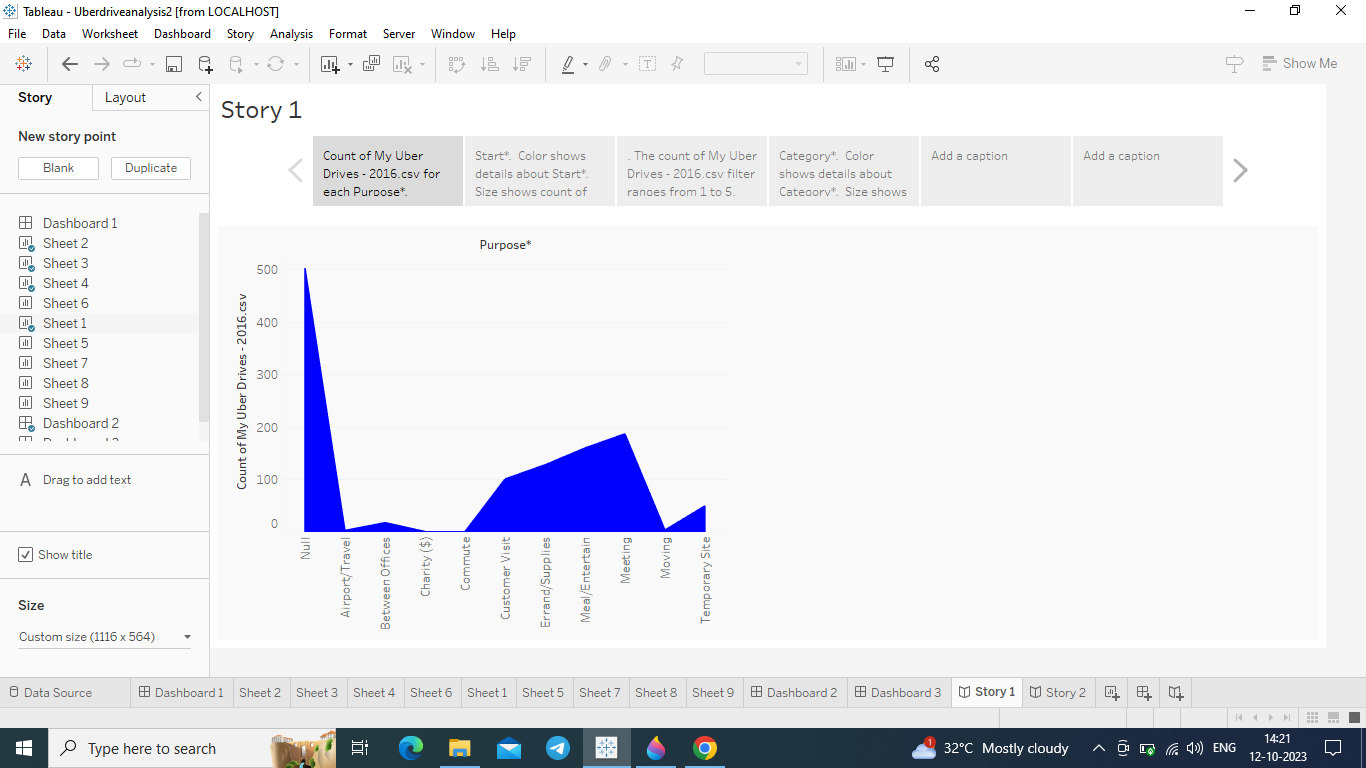 Tableau - Uberdriveanalysis2 [from LOCALHOST]
File Data Worksheet Dashboard Story Analysis Format Server Window Help
Show Me
Story Layout
New story point
Blank Duplicate
Dashboard 1
Sheet 2
Sheet 3
Sheet 4
Sheet 6
Sheet 1
Sheet 5
Sheet 7
Sheet 8
Sheet 9
Dashboard 2
A Drag to add text
Show title
Size
Custom size (1116 x 564)
Story 1
Count of My Uber
Drives - 2016.csv for
each Purpose*.
Start*. Color shows
details about Start*.
Size shows count of
. The count of My Uber
Drives - 2016.csv filter
ranges from 1 to 5.
Category*. Color
shows details about
Category*. Size shows
Add a caption
Add a caption
Purpose*
Count of My Uber Drives - 2016.csv
500
400
300
200
100
0
Null
Airport/Travel
Between Offices
Charity ($)
Commute
Customer Visit
Errand/Supplies
Meal/Entertain
Meeting
Moving
Temporary Site
Data Source Dashboard 1 Sheet 2 Sheet 3 Sheet 4 Sheet 6 Sheet 1 Sheet 5 Sheet 7 Sheet 8 Sheet 9 Dashboard 2 Dashboard 3 Story 1 Story 2
Type here to search
1
32°C Mostly cloudy
ENG
14:21
12-10-2023